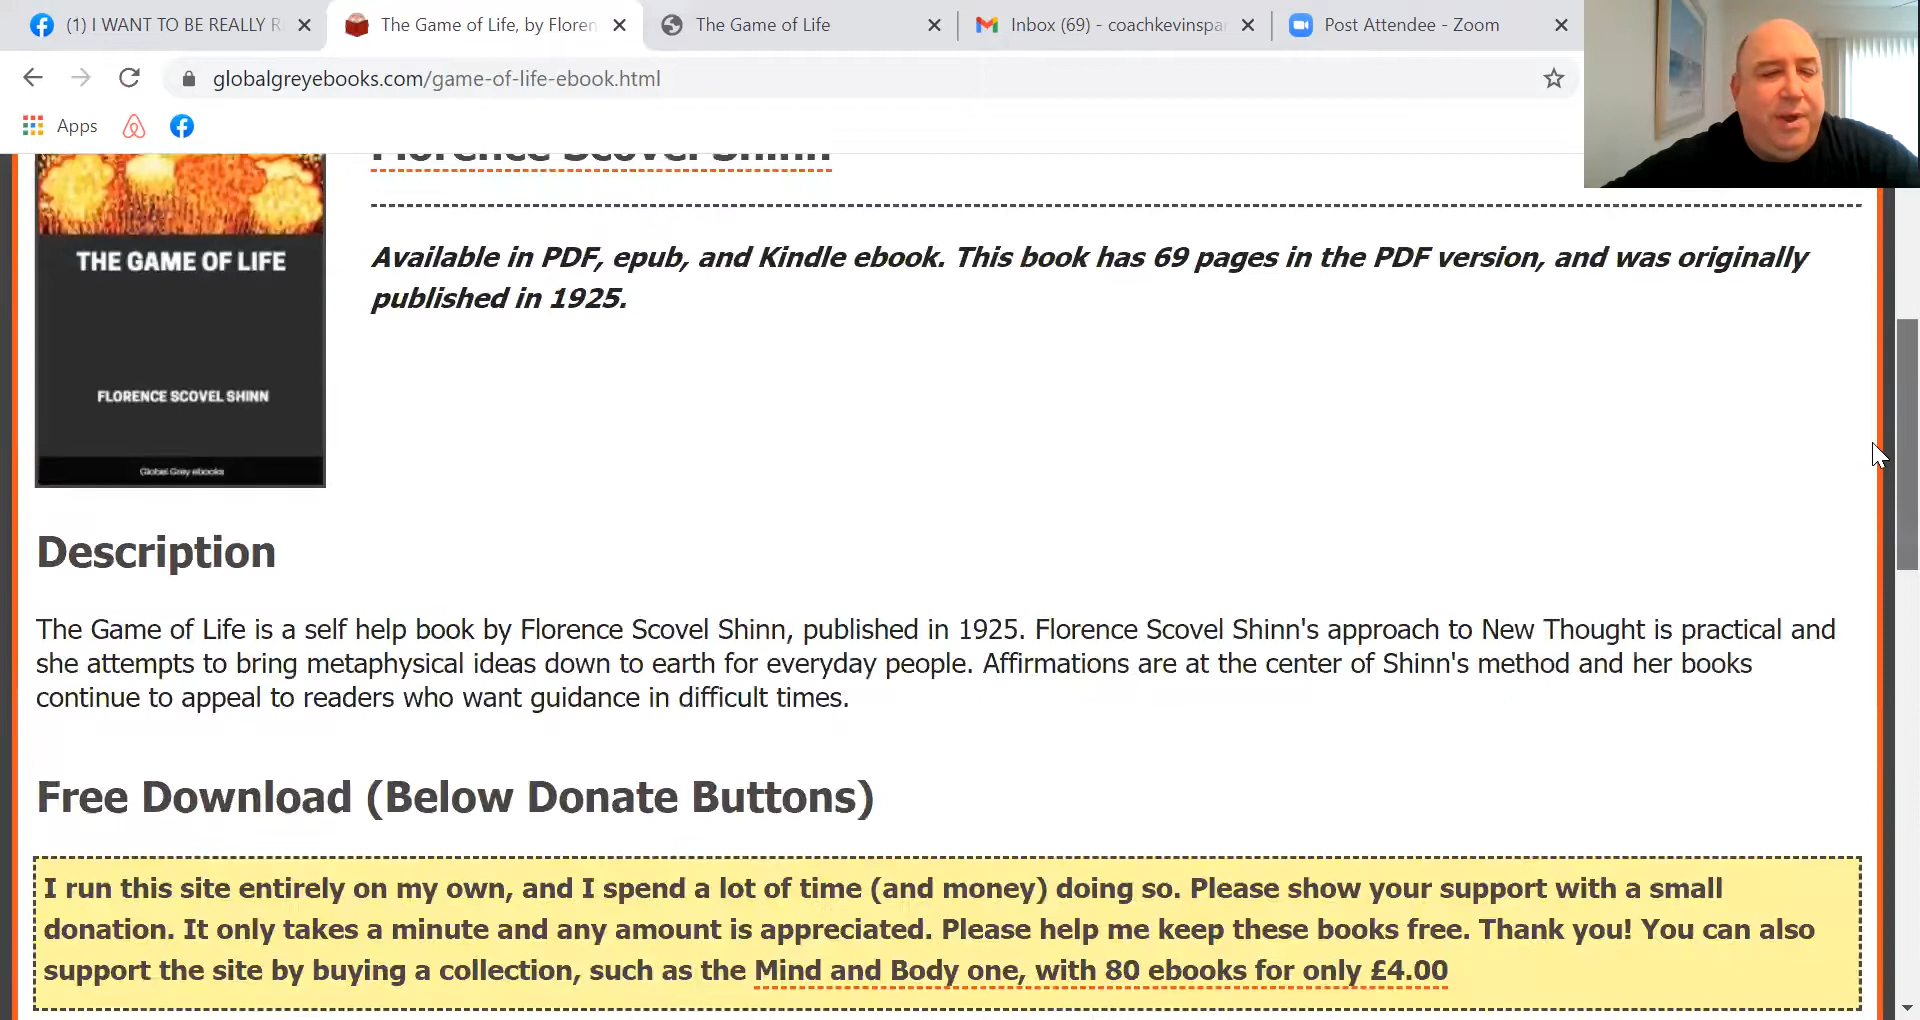 (1) I WANT TO BE REALLY R
The Game of Life, by Floren
The Game of Life
Inbox (69) - coachkevinspar
Post Attendee - Zoom
globalgreyebooks.com/game-of-life-ebook.html
Apps
Florence Scovel Shinn
Available in PDF, epub, and Kindle ebook. This book has 69 pages in the PDF version, and was originally
published in 1925.
THE GAME OF LIFE
FLORENCE SCOVEL SHINN
Global Grey ebooks
Description
The Game of Life is a self help book by Florence Scovel Shinn, published in 1925. Florence Scovel Shinn's approach to New Thought is practical and
she attempts to bring metaphysical ideas down to earth for everyday people. Affirmations are at the center of Shinn's method and her books
continue to appeal to readers who want guidance in difficult times.
Free Download (Below Donate Buttons)
I run this site entirely on my own, and I spend a lot of time (and money) doing so. Please show your support with a small
donation. It only takes a minute and any amount is appreciated. Please help me keep these books free. Thank you! You can also
support the site by buying a collection, such as the Mind and Body one, with 80 ebooks for only £4.00